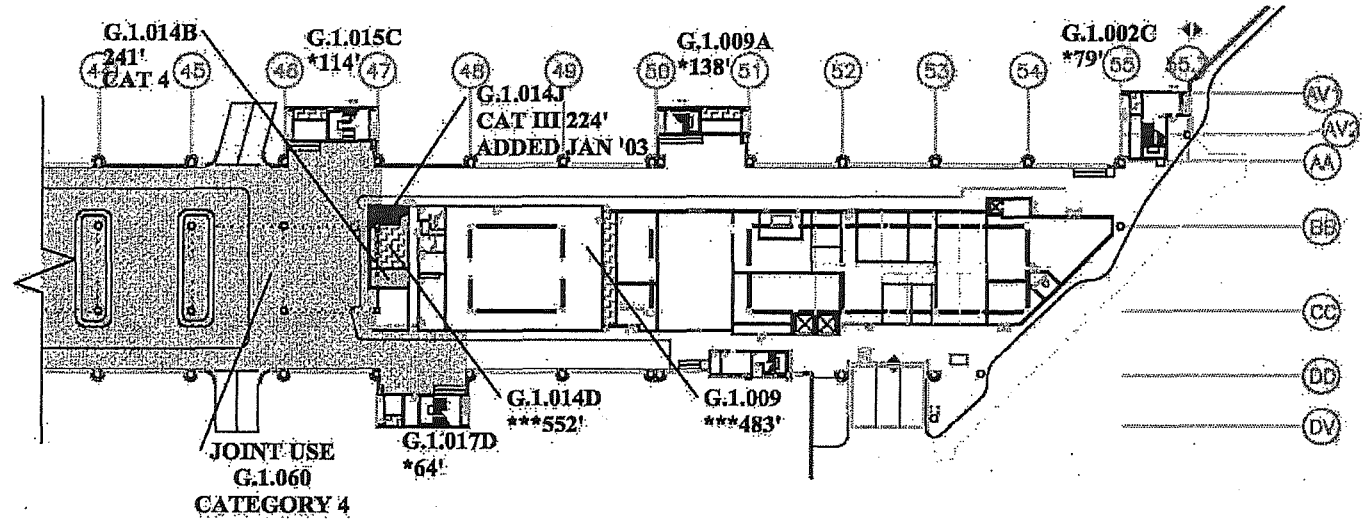 G.1.014B
241'
CAT 4
G.1.015C
*114'
G.1.009A
*138'
G.1.002C
*79'
44
45
46
47
48
49
50
51
52
53
54
55
G.1.014J
CAT III 224'
ADDED JAN '03
AV1
AV2
AA
BB
CC
DD
DV
G.1.014D
***552'
G.1.009
***483'
G.1.017D
*64'
JOINT USE
G.1.060
CATEGORY 4